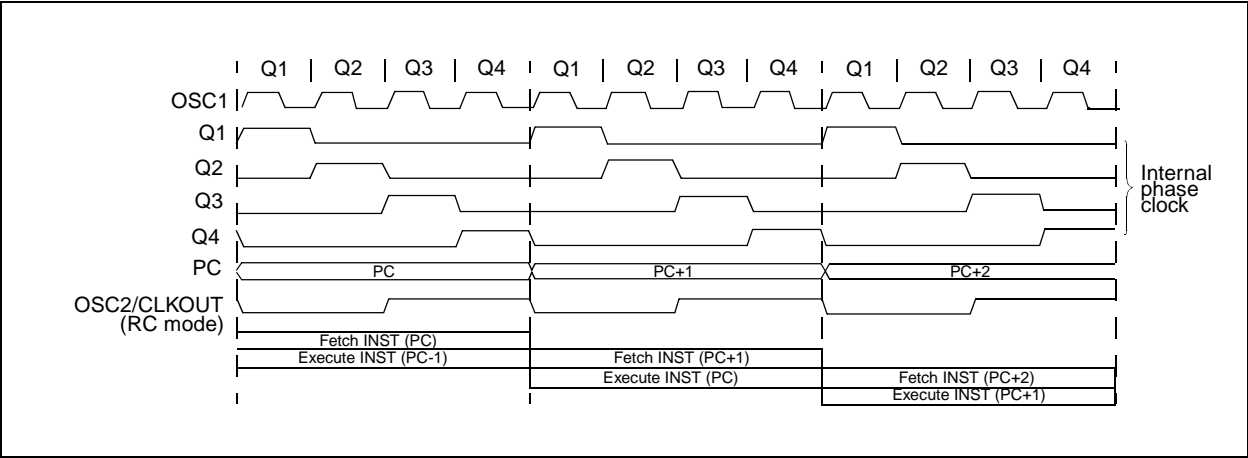 Q1 Q2 Q3 Q4 Q1 Q2 Q3 Q4 Q1 Q2 Q3 Q4
OSC1
Q1
Q2
Q3
Q4
PC
PC PC+1 PC+2
OSC2/CLKOUT
(RC mode)
Internal
phase
clock
Fetch INST (PC)
Execute INST (PC-1) Fetch INST (PC+1)
Execute INST (PC) Fetch INST (PC+2)
Execute INST (PC+1)